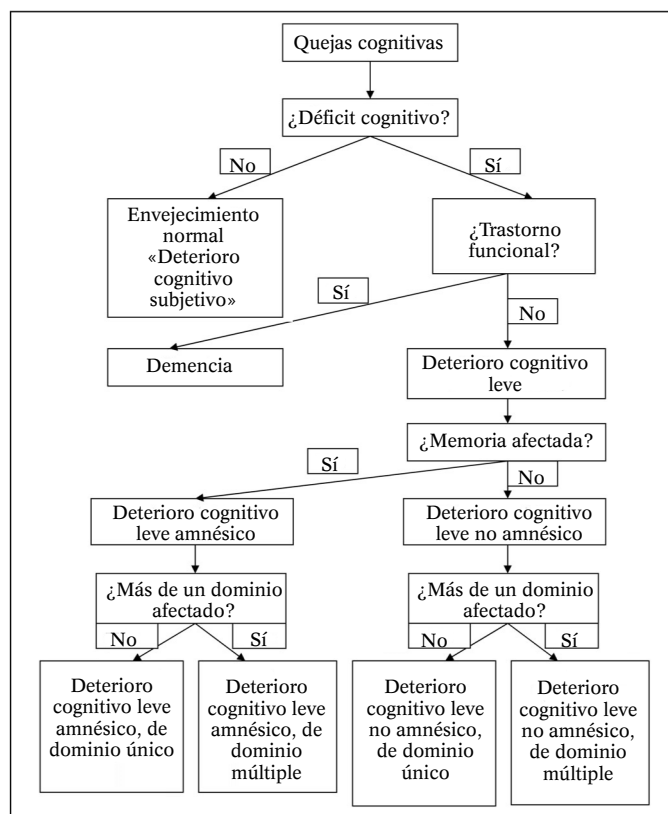 Quejas cognitivas
¿Déficit cognitivo?
No
Sí
Envejecimiento
normal
«Deterioro
cognitivo
subjetivo»
¿Trastorno
funcional?
Sí
No
Demencia
Deterioro cognitivo
leve
¿Memoria afectada?
Sí
No
Deterioro cognitivo
leve amnésico
Deterioro cognitivo
leve no amnésico
¿Más de un dominio
afectado?
¿Más de un dominio
afectado?
No
Sí
No
Sí
Deterioro
cognitivo leve
amnésico, de
dominio único
Deterioro
cognitivo leve
amnésico, de
dominio
múltiple
Deterioro
cognitivo leve
no amnésico,
de dominio
único
Deterioro
cognitivo leve
no amnésico,
de dominio
múltiple